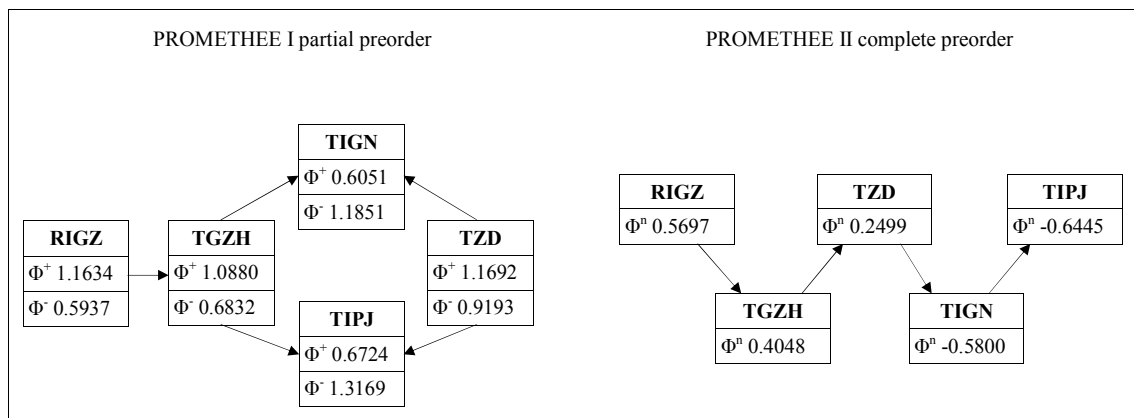 PROMETHEE I partial preorder
TIGN
Φ⁺ 0.6051
Φ⁻ 1.1851
RIGZ
Φ⁺ 1.1634
Φ⁻ 0.5937
TGZH
Φ⁺ 1.0880
Φ⁻ 0.6832
TZD
Φ⁺ 1.1692
Φ⁻ 0.9193
TIPJ
Φ⁺ 0.6724
Φ⁻ 1.3169
PROMETHEE II complete preorder
RIGZ
Φⁿ 0.5697
TZD
Φⁿ 0.2499
TIPJ
Φⁿ -0.6445
TGZH
Φⁿ 0.4048
TIGN
Φⁿ -0.5800